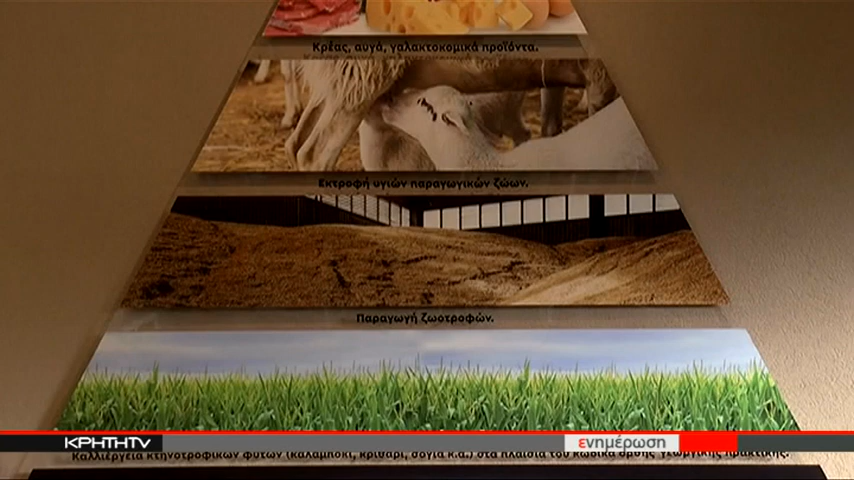 Κρέας, αυγά, γαλακτοκομικά προϊόντα.
Εκτροφή υγιών παραγωγικών ζώων.
Παραγωγή ζωοτροφών.
ΚΡΗΤΗTV
ενημέρωση
Καλλιέργεια κτηνοτροφικών φυτών (καλαμπόκι, κριθάρι, σόγια κ.α.) στα πλαίσια του κώδικα ορθής γεωργικής πρακτικής.